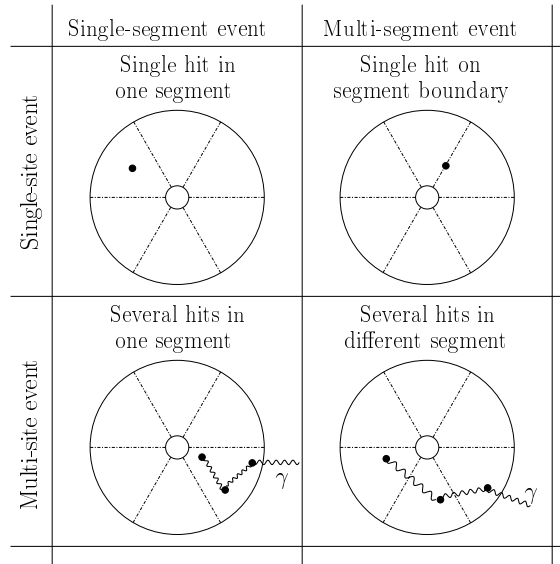 Single-segment event
Multi-segment event
Single-site event
Single hit in
one segment
Single hit on
segment boundary
Multi-site event
Several hits in
one segment
γ
Several hits in
different segment
γ